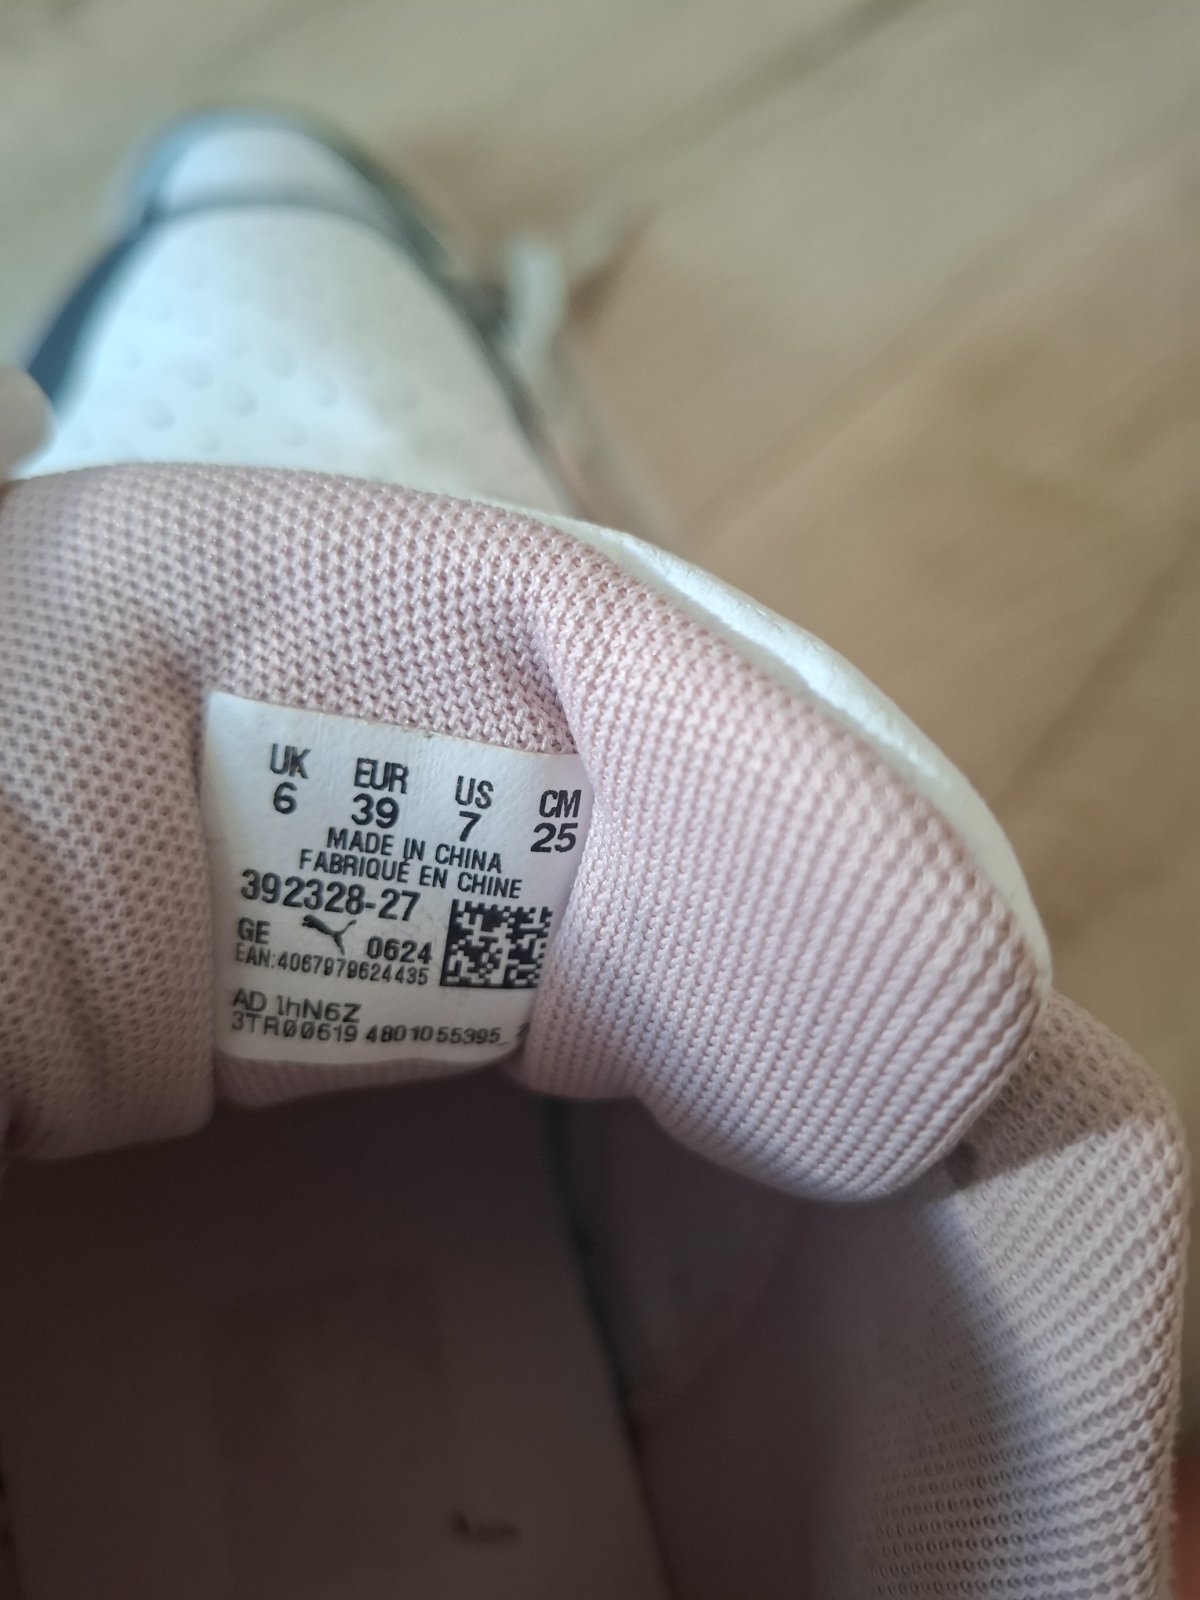 UK EUR US CM
6 39 7 25
MADE IN CHINA
FABRIQUÉ EN CHINE
392328-27
GE 0624
EAN:4067979624435
AD 1hN6Z
3TR00619 4801055395_2